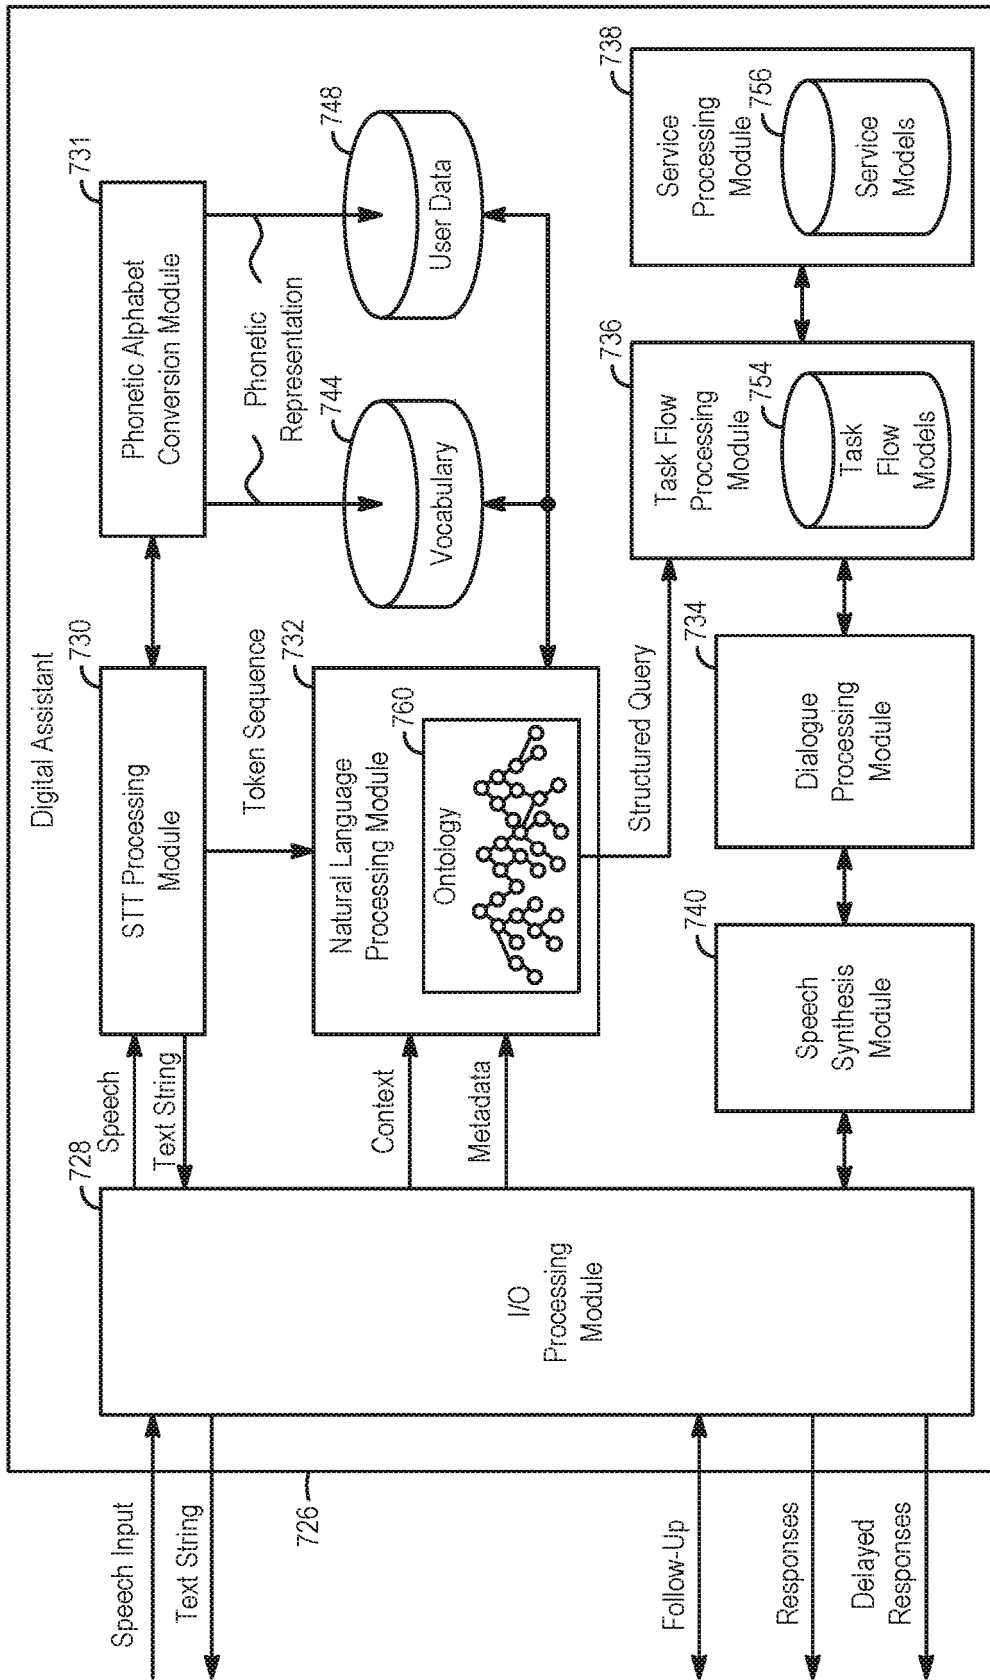 Digital Assistant
726
Speech Input
Text String
Follow-Up
Responses
Delayed
Responses
728
I/O
Processing
Module
Speech
Text String
Context
Metadata
730
STT Processing
Module
Token Sequence
731
Phonetic Alphabet
Conversion Module
Phonetic
Representation
732
Natural Language
Processing Module
760
Ontology
744
Vocabulary
748
User Data
Structured Query
740
Speech
Synthesis
Module
734
Dialogue
Processing
Module
736
Task Flow
Processing
Module
754
Task
Flow
Models
738
Service
Processing
Module
756
Service
Models